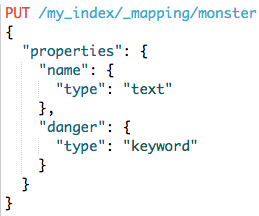 PUT /my_index/_mapping/monster
{
  "properties": {
    "name": {
      "type": "text"
    },
    "danger": {
      "type": "keyword"
    }
  }
}